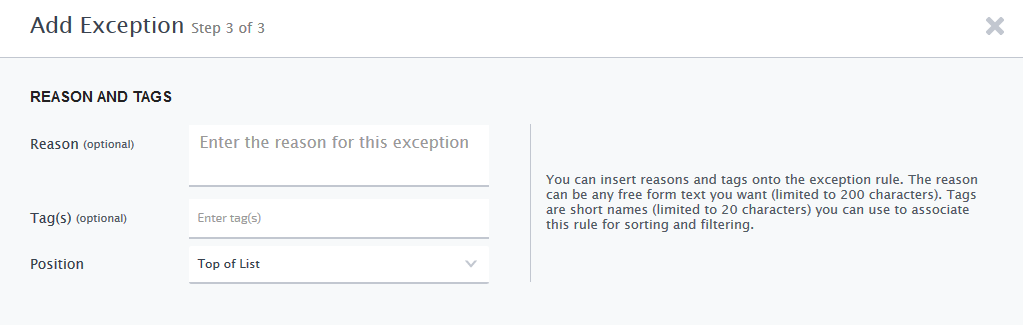 Add Exception Step 3 of 3
REASON AND TAGS
Reason (optional)
Enter the reason for this exception
Tag(s) (optional)
Enter tag(s)
Position
Top of List
You can insert reasons and tags onto the exception rule. The reason
can be any free form text you want (limited to 200 characters). Tags
are short names (limited to 20 characters) you can use to associate
this rule for sorting and filtering.